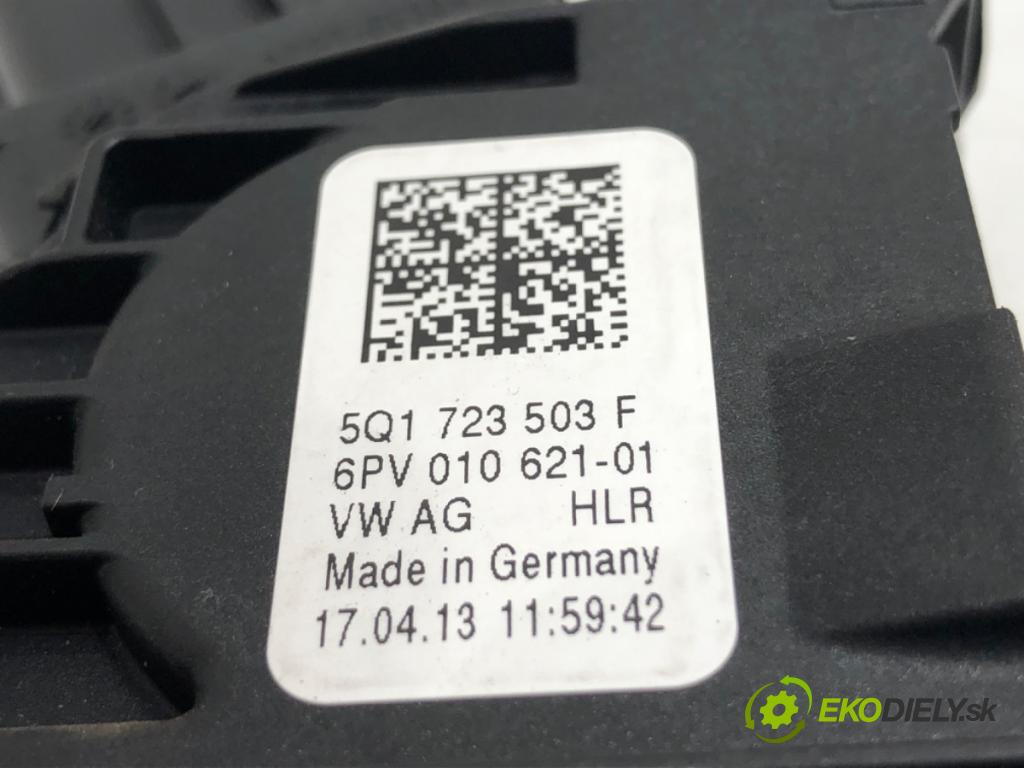 5Q1 723 503 F
6PV 010 621-01
VW AG HLR
Made in Germany
17.04.13 11:59:42
EKODIELY.sk